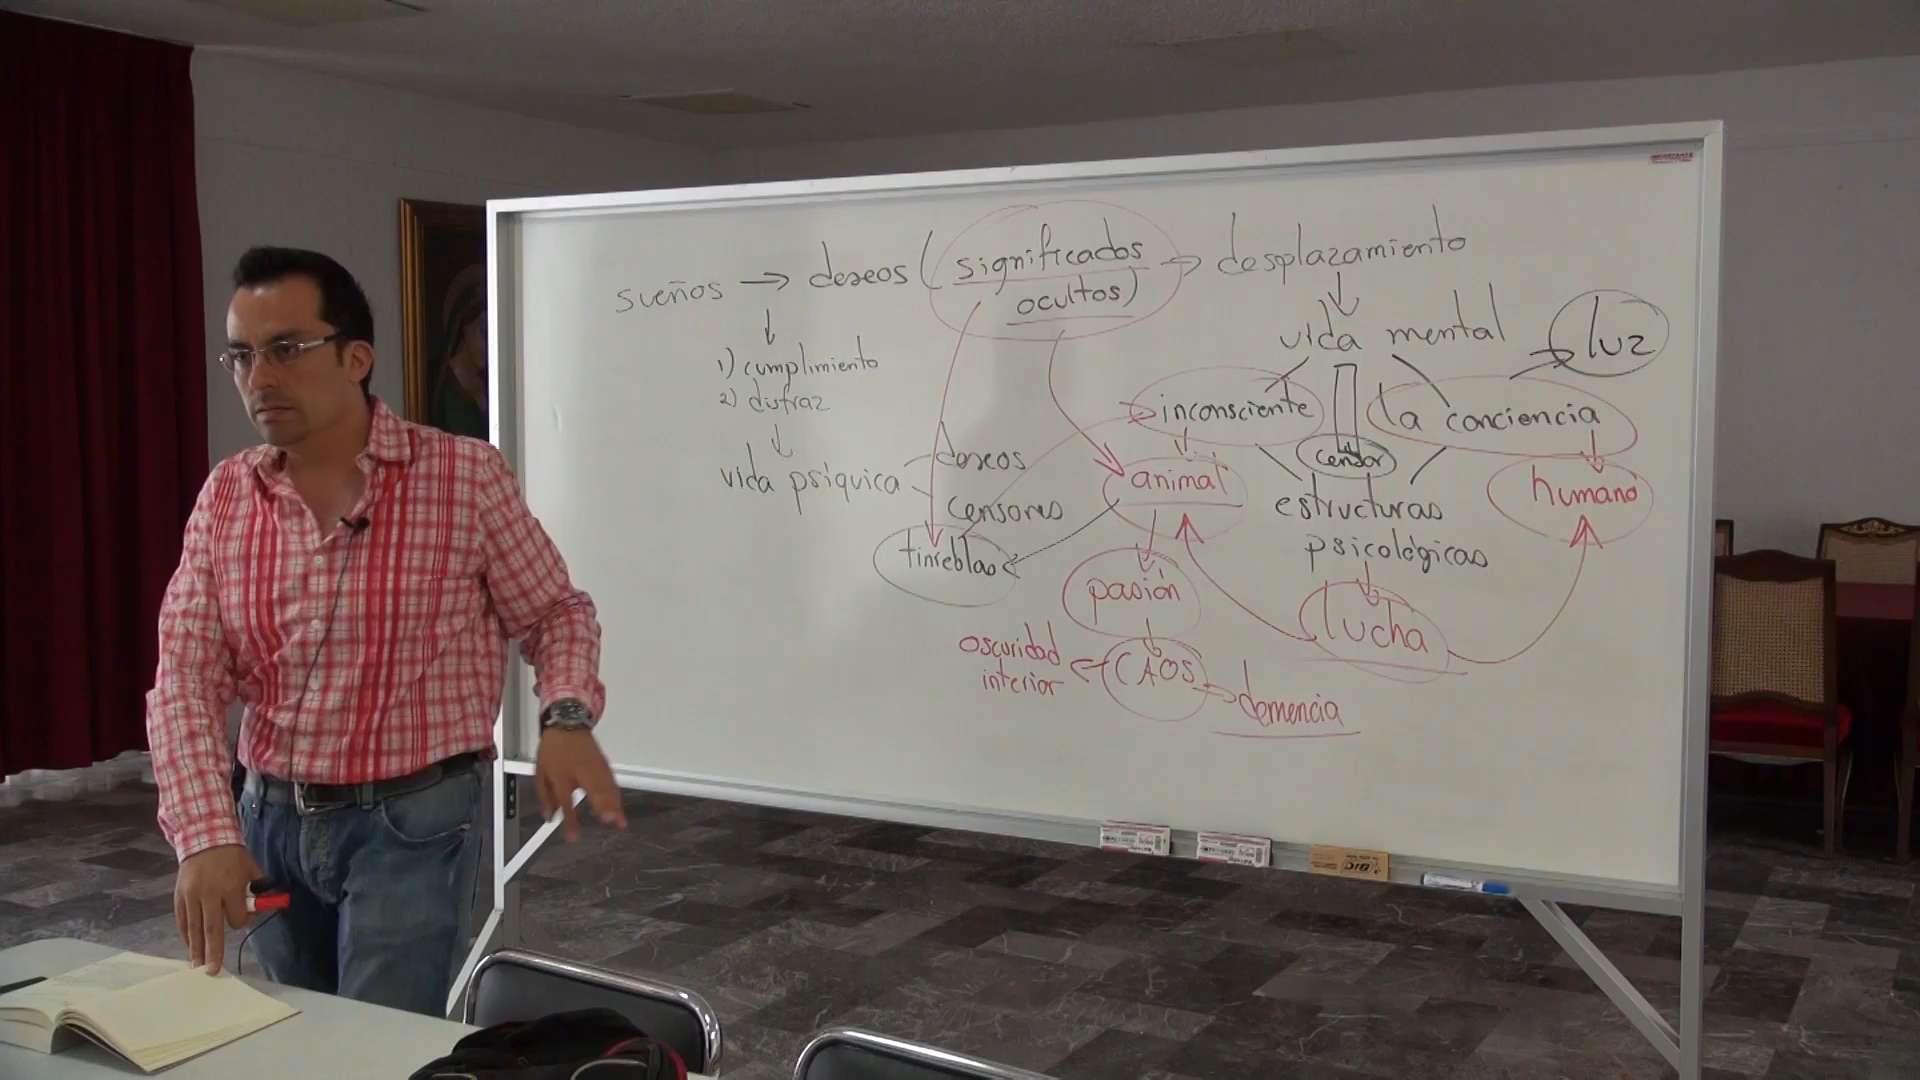 sueños → deseos (significados
ocultos) → desplazamiento
1) cumplimiento
2) disfraz
vida psíquica
deseos
censores
tinieblas
vida mental
luz
inconsciente
la conciencia
censor
animal
humano
estructuras
psicológicas
pasión
lucha
CAOS
oscuridad
interior
demencia
BIC